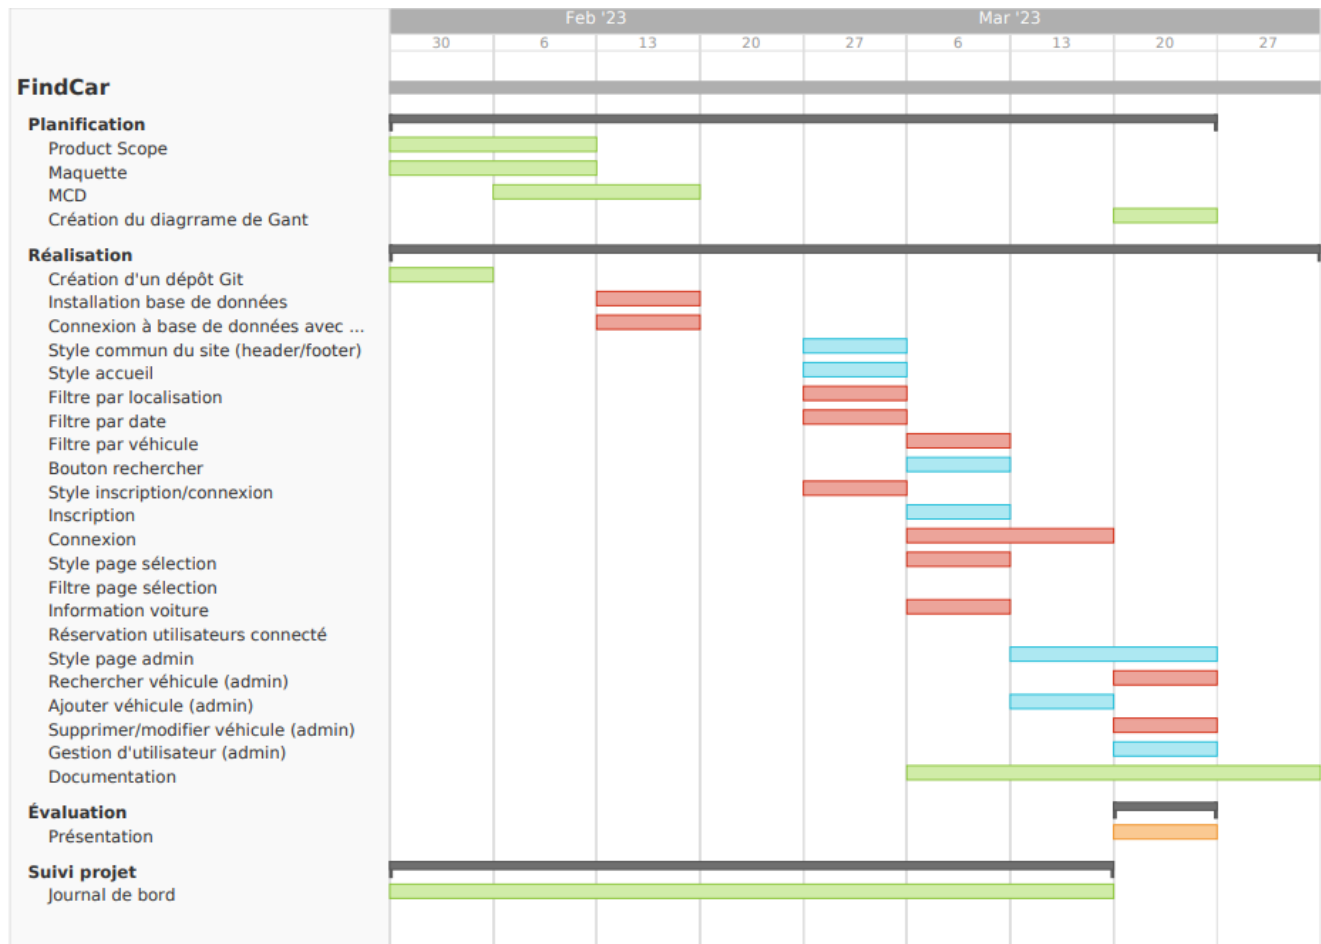 Feb '23 Mar '23
30 6 13 20 27 6 13 20 27
FindCar
Planification
Product Scope
Maquette
MCD
Création du diagrrame de Gant
Réalisation
Création d'un dépôt Git
Installation base de données
Connexion à base de données avec ...
Style commun du site (header/footer)
Style accueil
Filtre par localisation
Filtre par date
Filtre par véhicule
Bouton rechercher
Style inscription/connexion
Inscription
Connexion
Style page sélection
Filtre page sélection
Information voiture
Réservation utilisateurs connecté
Style page admin
Rechercher véhicule (admin)
Ajouter véhicule (admin)
Supprimer/modifier véhicule (admin)
Gestion d'utilisateur (admin)
Documentation
Évaluation
Présentation
Suivi projet
Journal de bord